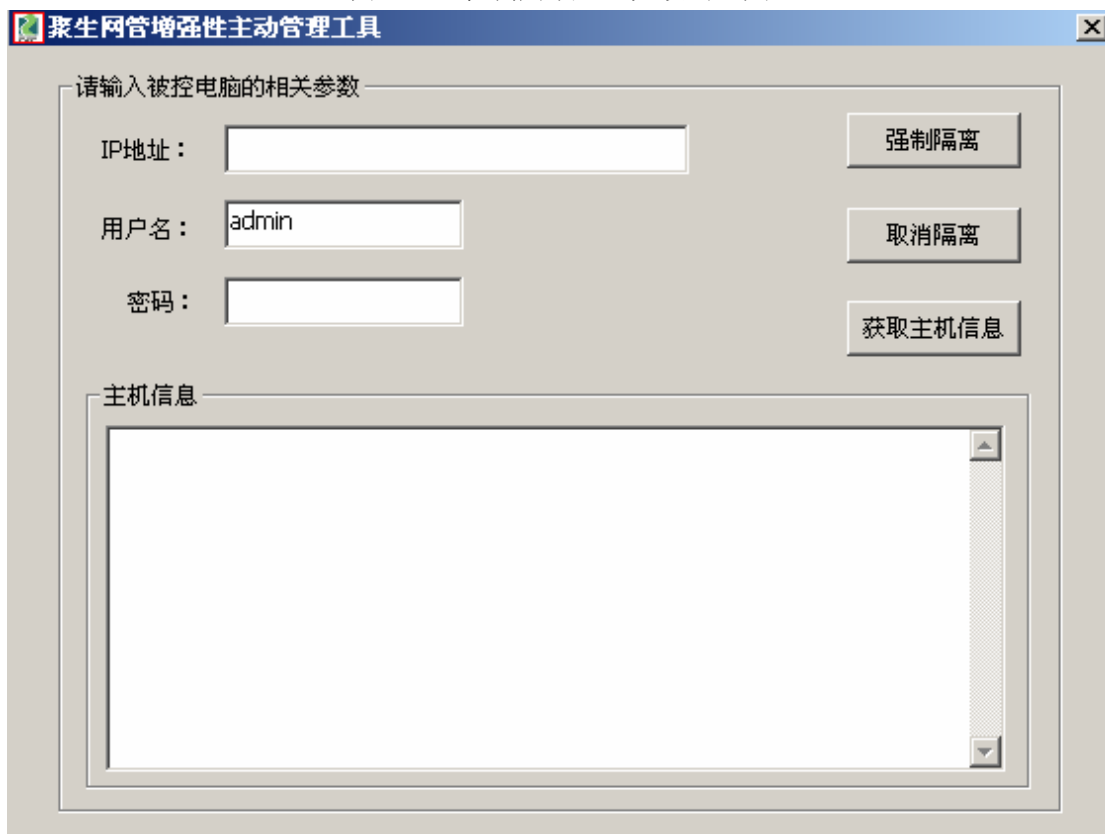 聚生网管增强性主动管理工具
请输入被控电脑的相关参数
IP地址：
强制隔离
用户名：
admin
取消隔离
密码：
获取主机信息
主机信息